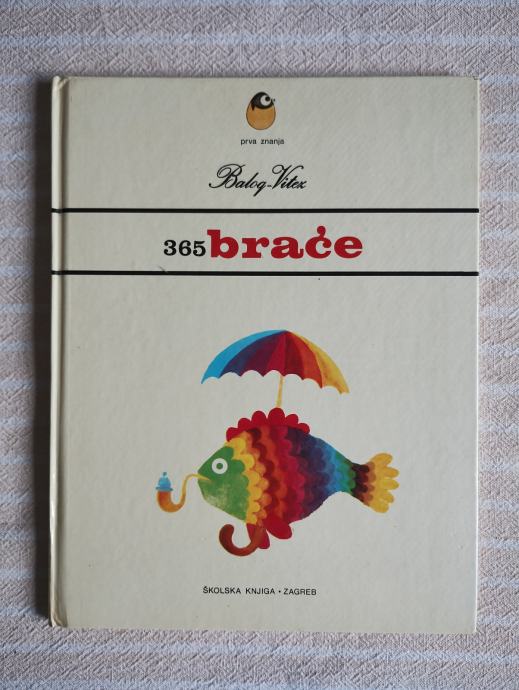 prva znanja
Balog-Vitez
365 braće
ŠKOLSKA KNJIGA • ZAGREB